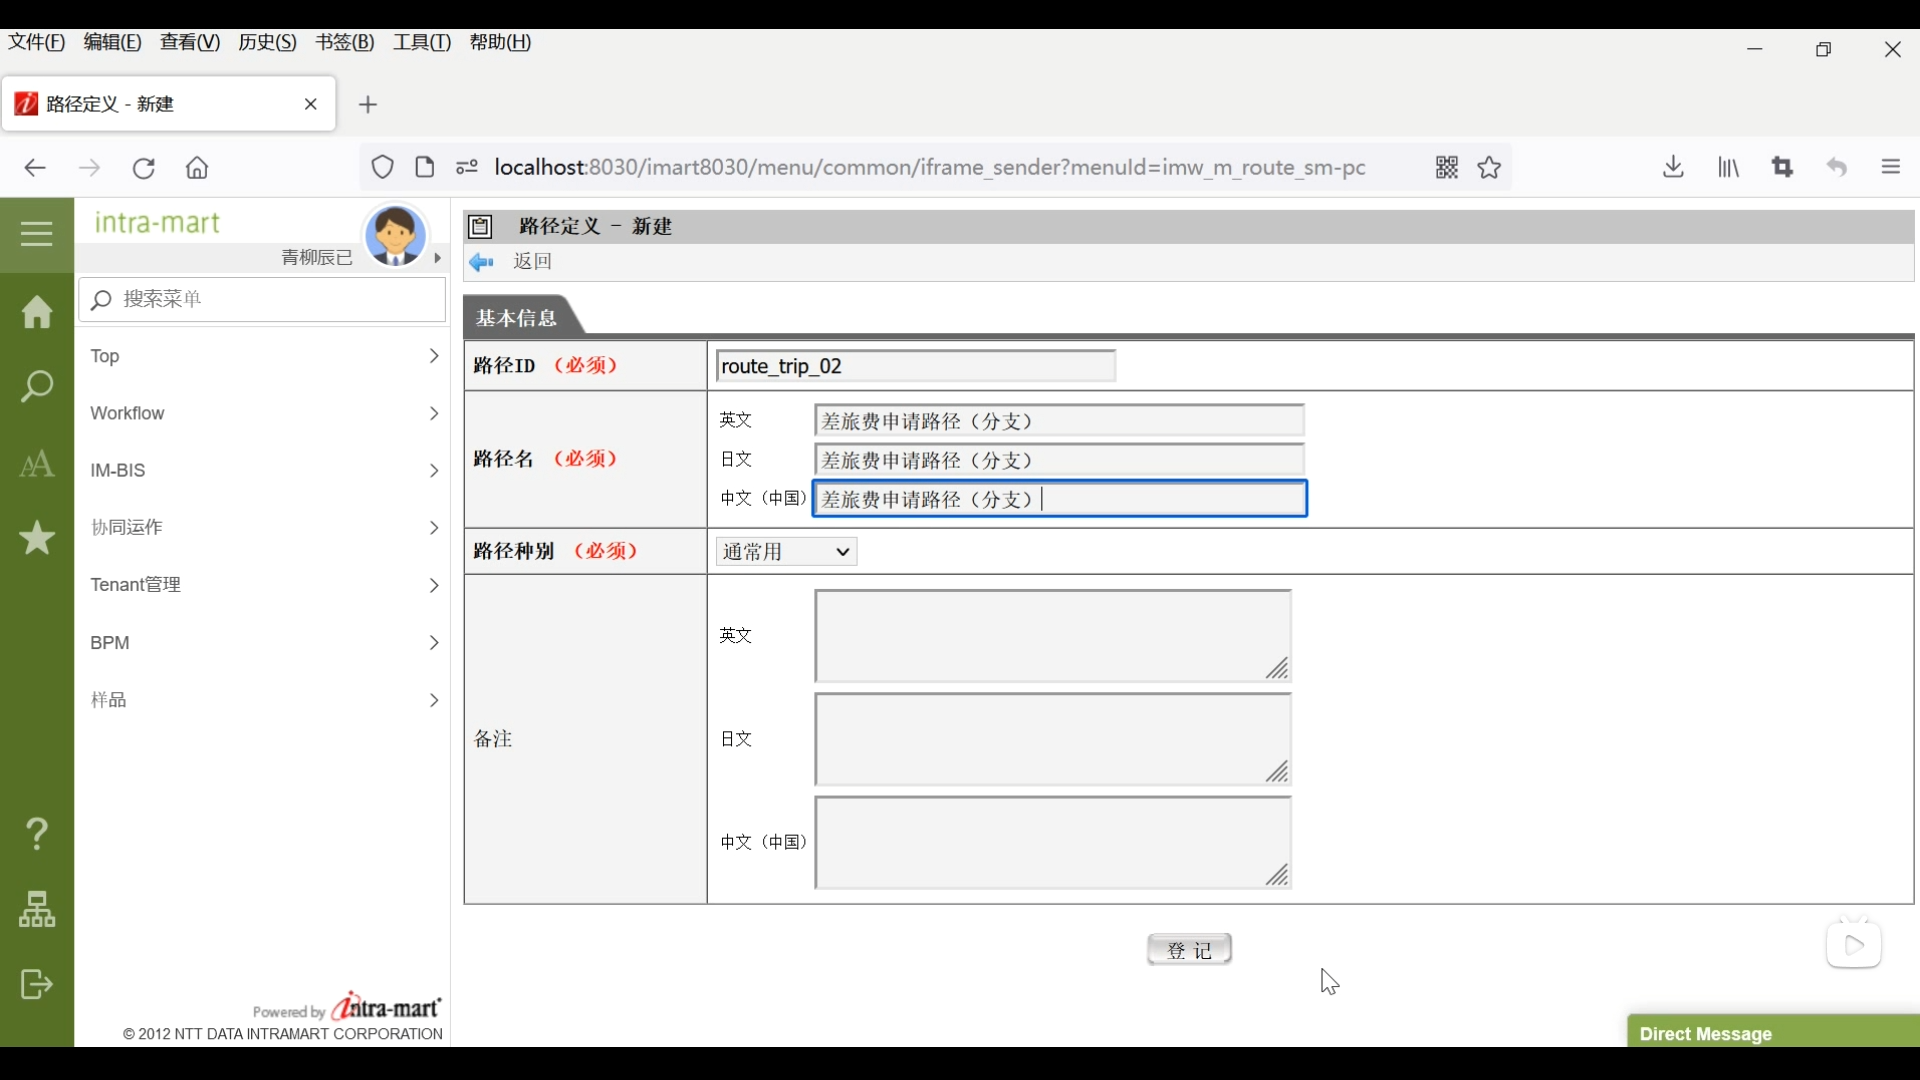 文件(F) 编辑(E) 查看(V) 历史(S) 书签(B) 工具(T) 帮助(H)
路径定义 - 新建
localhost:8030/imart8030/menu/common/iframe_sender?menuId=imw_m_route_sm-pc
intra-mart
青柳辰已
搜索菜单
Top
Workflow
IM-BIS
协同运作
Tenant管理
BPM
样品
Powered by intra-mart
© 2012 NTT DATA INTRAMART CORPORATION
路径定义 - 新建
返回
基本信息
路径ID （必须） route_trip_02
路径名 （必须）
英文 差旅费申请路径（分支）
日文 差旅费申请路径（分支）
中文（中国） 差旅费申请路径（分支）
路径种别 （必须） 通常用
备注
英文
日文
中文（中国）
登 记
Direct Message